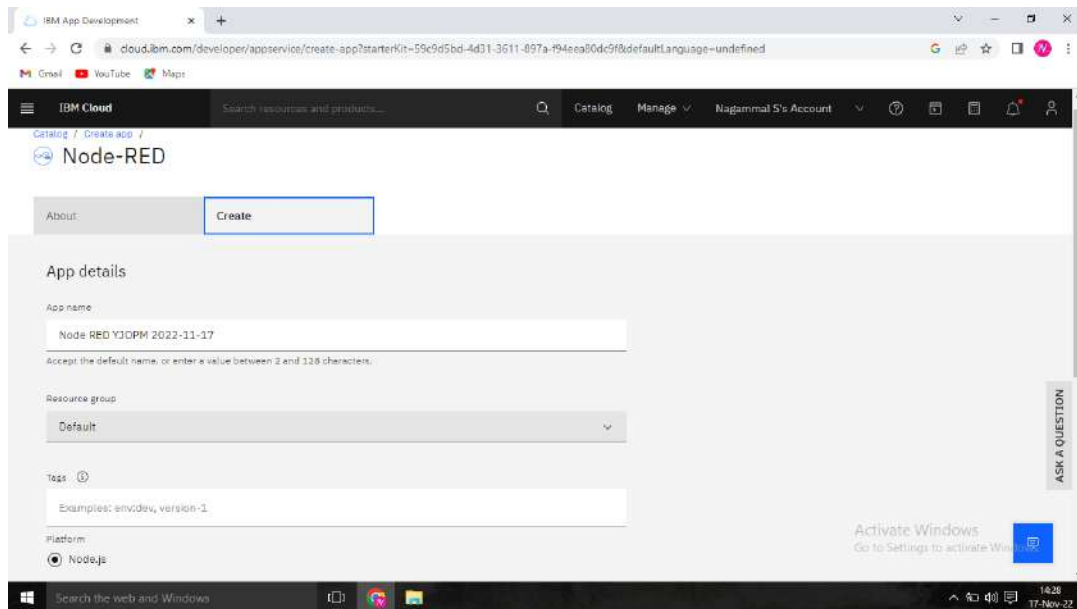 IBM App Development
cloud.ibm.com/developer/appservice/create-app?starterKit=59c9d5bd-4d31-3611-897a-f94eea80dc9f&defaultLanguage=undefined
Gmail YouTube Maps
IBM Cloud Search resources and products... Catalog Manage Nagammal S's Account
Catalog / Create app /
Node-RED
About Create
App details
App name
Node RED YJOPM 2022-11-17
Accept the default name, or enter a value between 2 and 128 characters.
Resource group
Default
Tags
Examples: env:dev, version-1
Platform
Node.js
ASK A QUESTION
Activate Windows
Go to Settings to activate Windows.
Search the web and Windows
14:28
17-Nov-22